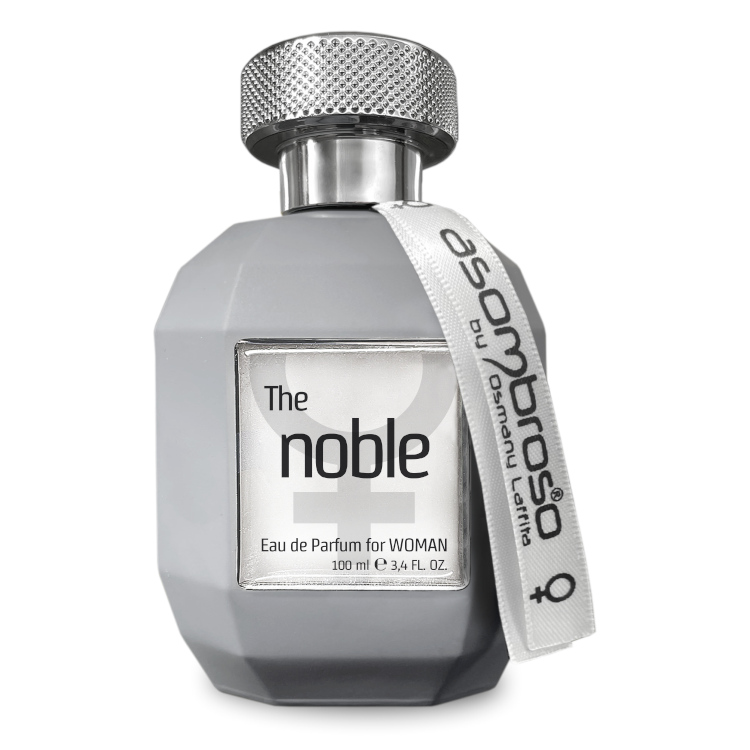 The
noble
Eau de Parfum for WOMAN
100 ml ℮ 3,4 FL. OZ.
asombroso®
by Osmany Laffita